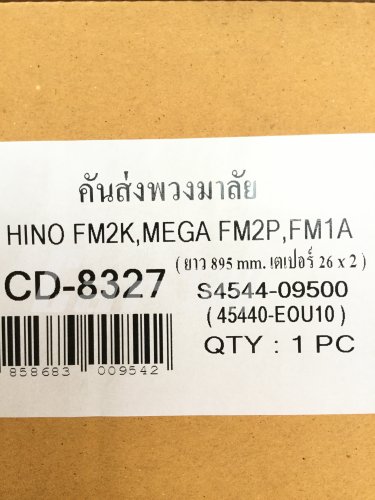 คันส่งพวงมาลัย
HINO FM2K,MEGA FM2P,FM1A
( ยาว 895 mm. เตเปอร์ 26 x 2 )
CD-8327
S4544-09500
( 45440-EOU10 )
QTY : 1 PC
858683 009542